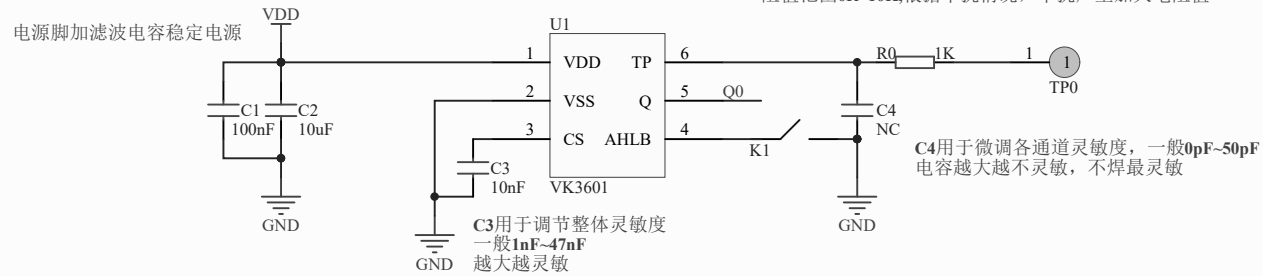 VDD
电源脚加滤波电容稳定电源
U1
1 VDD TP 6 R0 1K 1 1
TP0
2 VSS Q 5 Q0
C1 C2
100nF 10uF
3 CS AHLB 4 K1
C4
NC
C3
10nF
VK3601
C4用于微调各通道灵敏度，一般0pF~50pF
电容越大越不灵敏，不焊最灵敏
GND
GND
C3用于调节整体灵敏度
一般1nF~47nF
越大越灵敏
GND